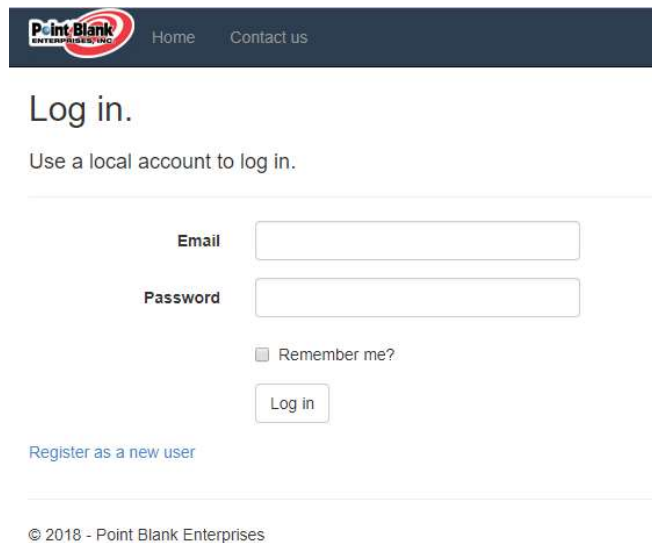 Point Blank
ENTERPRISES, INC
Home Contact us
Log in.
Use a local account to log in.
Email
Password
Remember me?
Log in
Register as a new user
© 2018 - Point Blank Enterprises